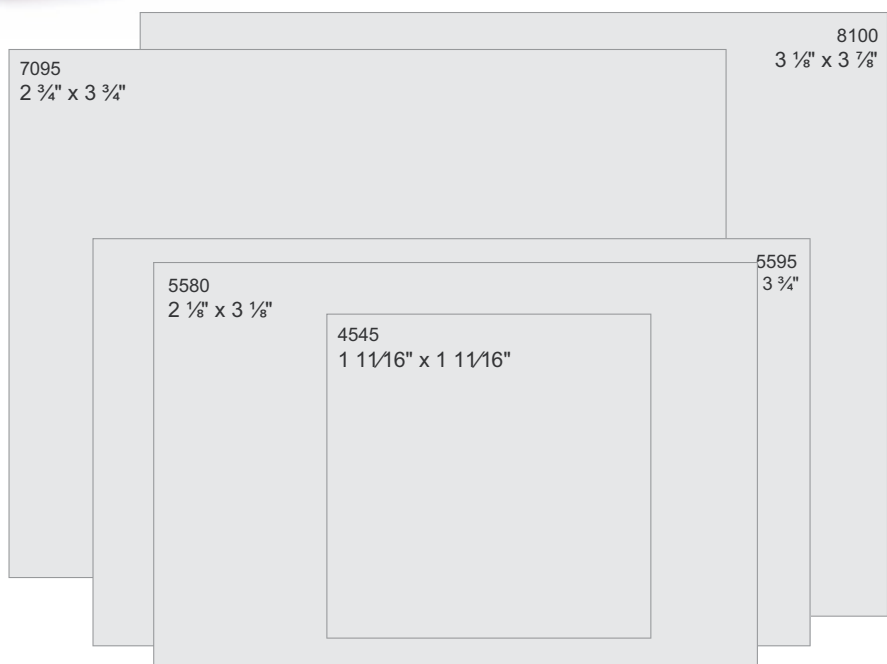 8100
3 ⅛" x 3 ⅞"
7095
2 ¾" x 3 ¾"
5595
3 ¾"
5580
2 ⅛" x 3 ⅛"
4545
1 11⁄16" x 1 11⁄16"